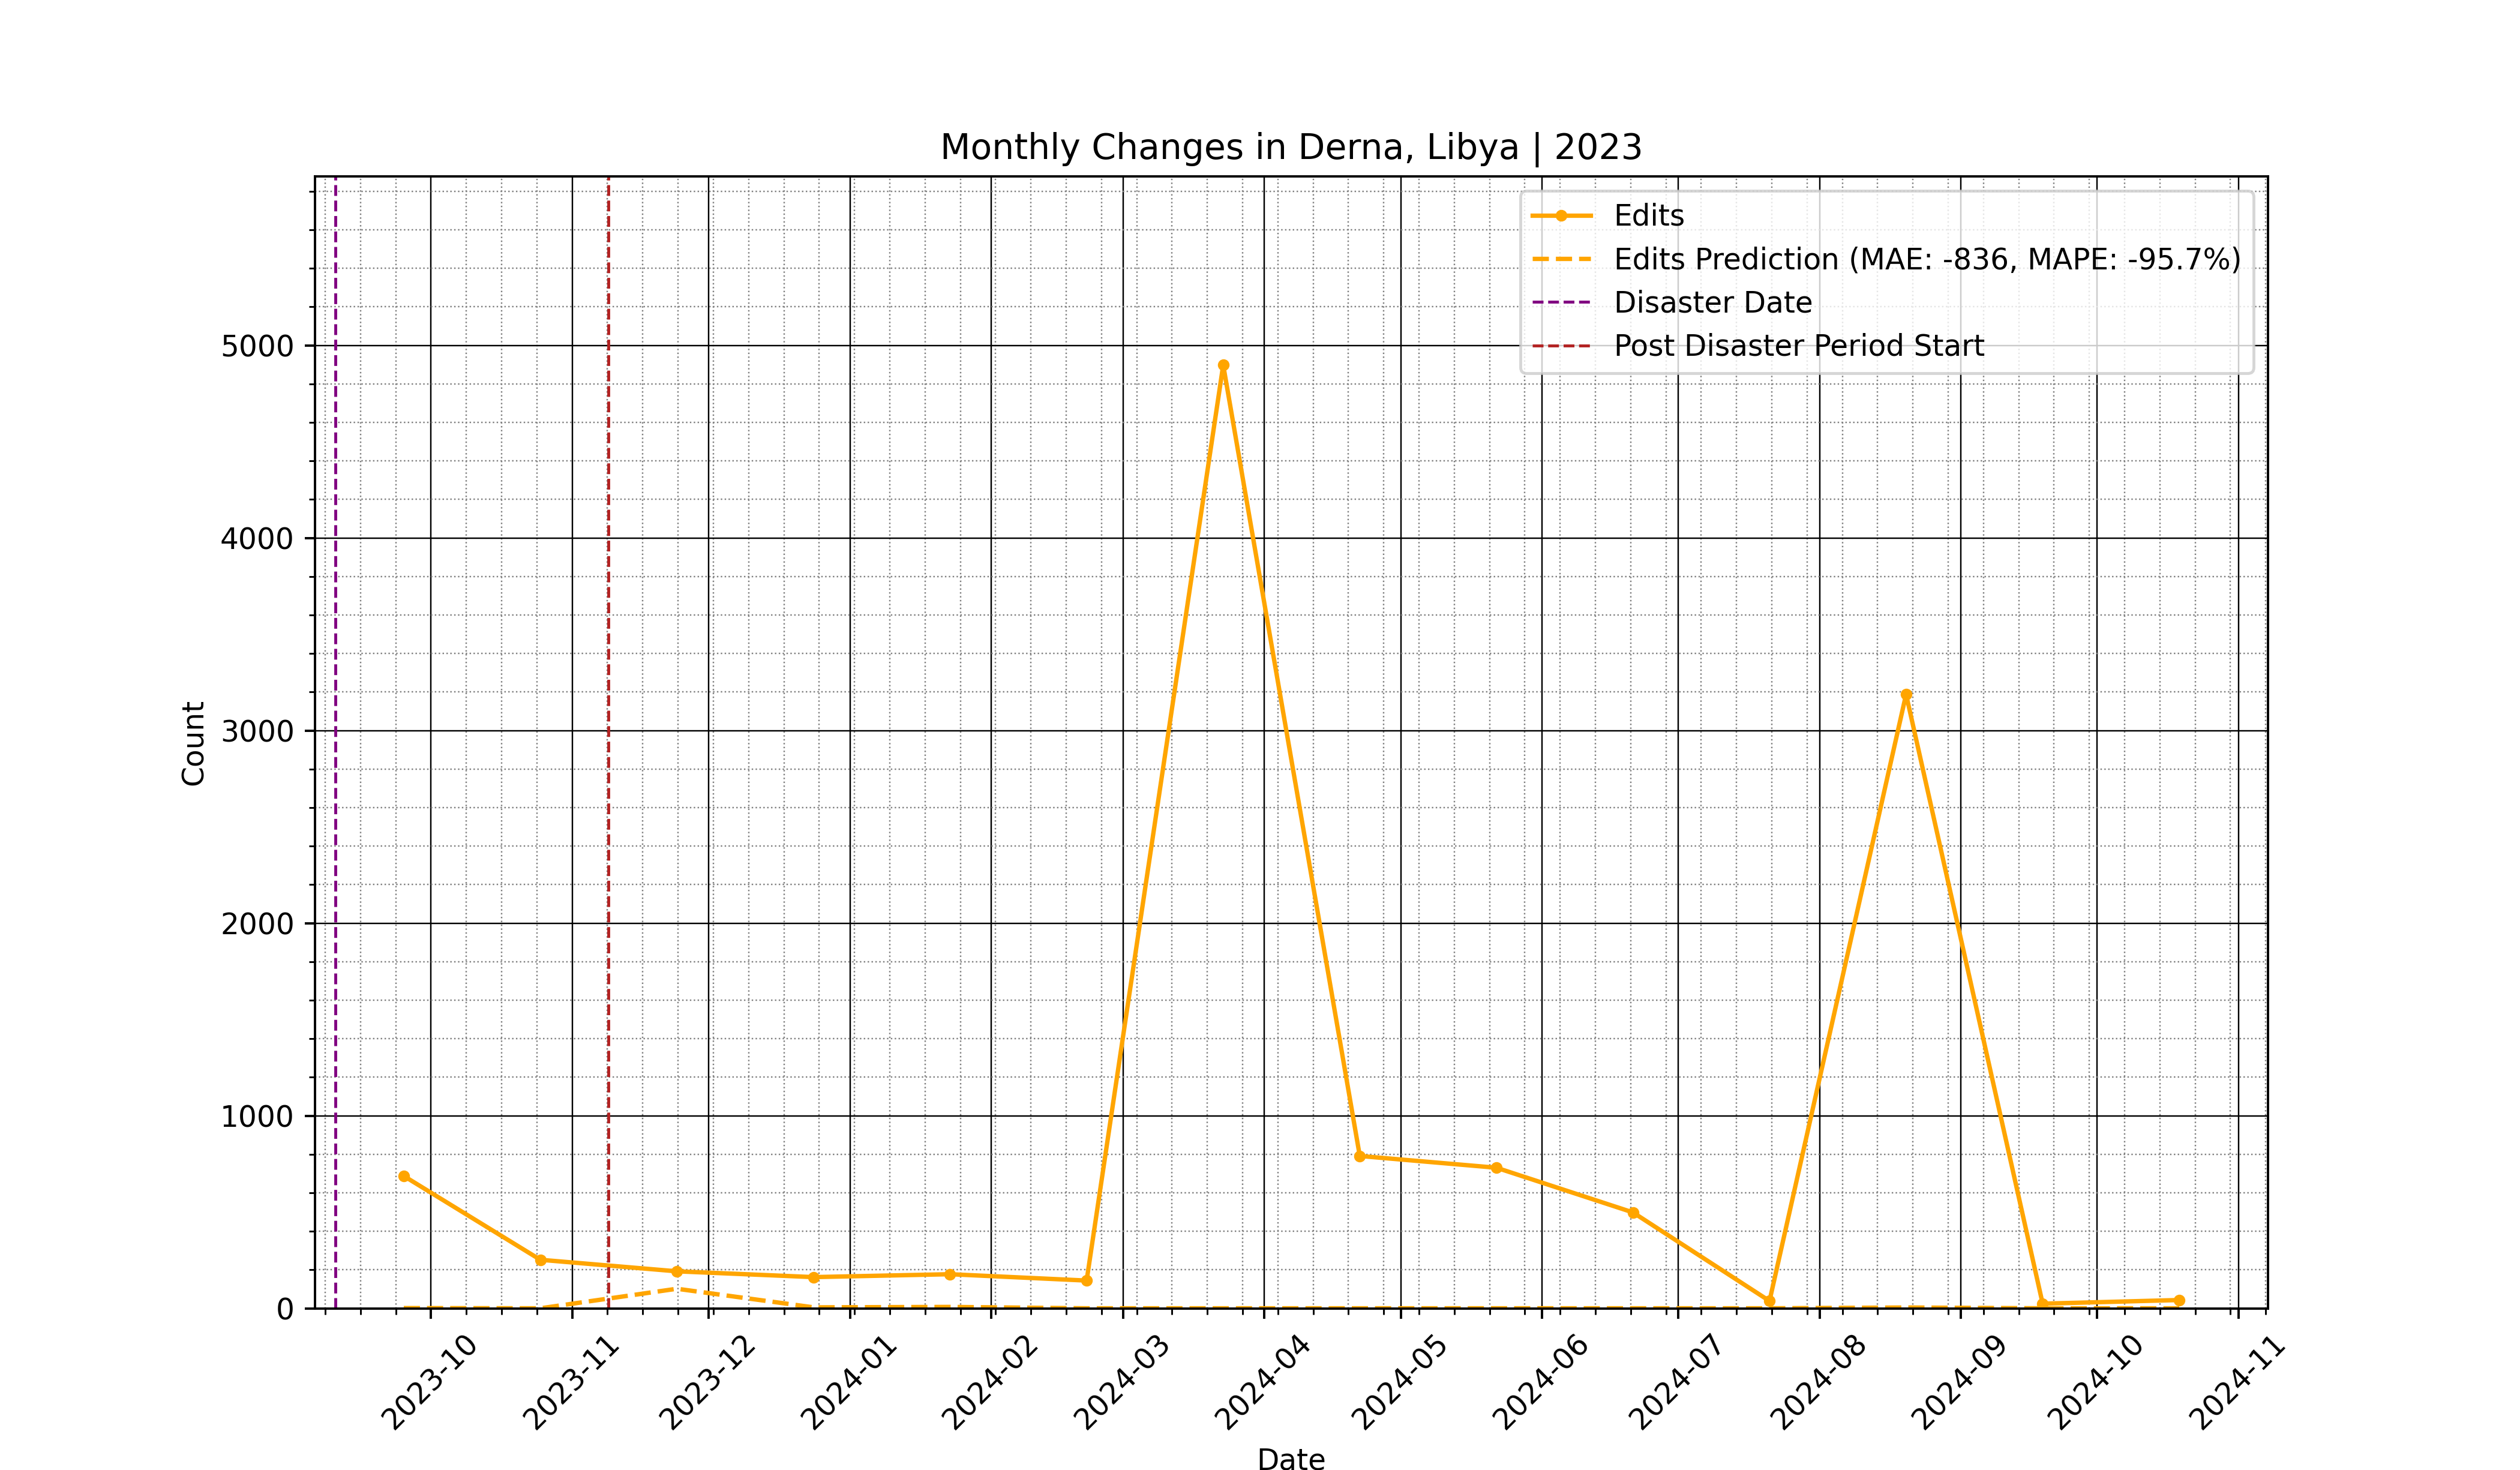 Monthly Changes in Derna, Libya | 2023
Edits
Edits Prediction (MAE: -836, MAPE: -95.7%)
Disaster Date
Post Disaster Period Start
Count
5000
4000
3000
2000
1000
0
2023-10
2023-11
2023-12
2024-01
2024-02
2024-03
2024-04
2024-05
2024-06
2024-07
2024-08
2024-09
2024-10
2024-11
Date